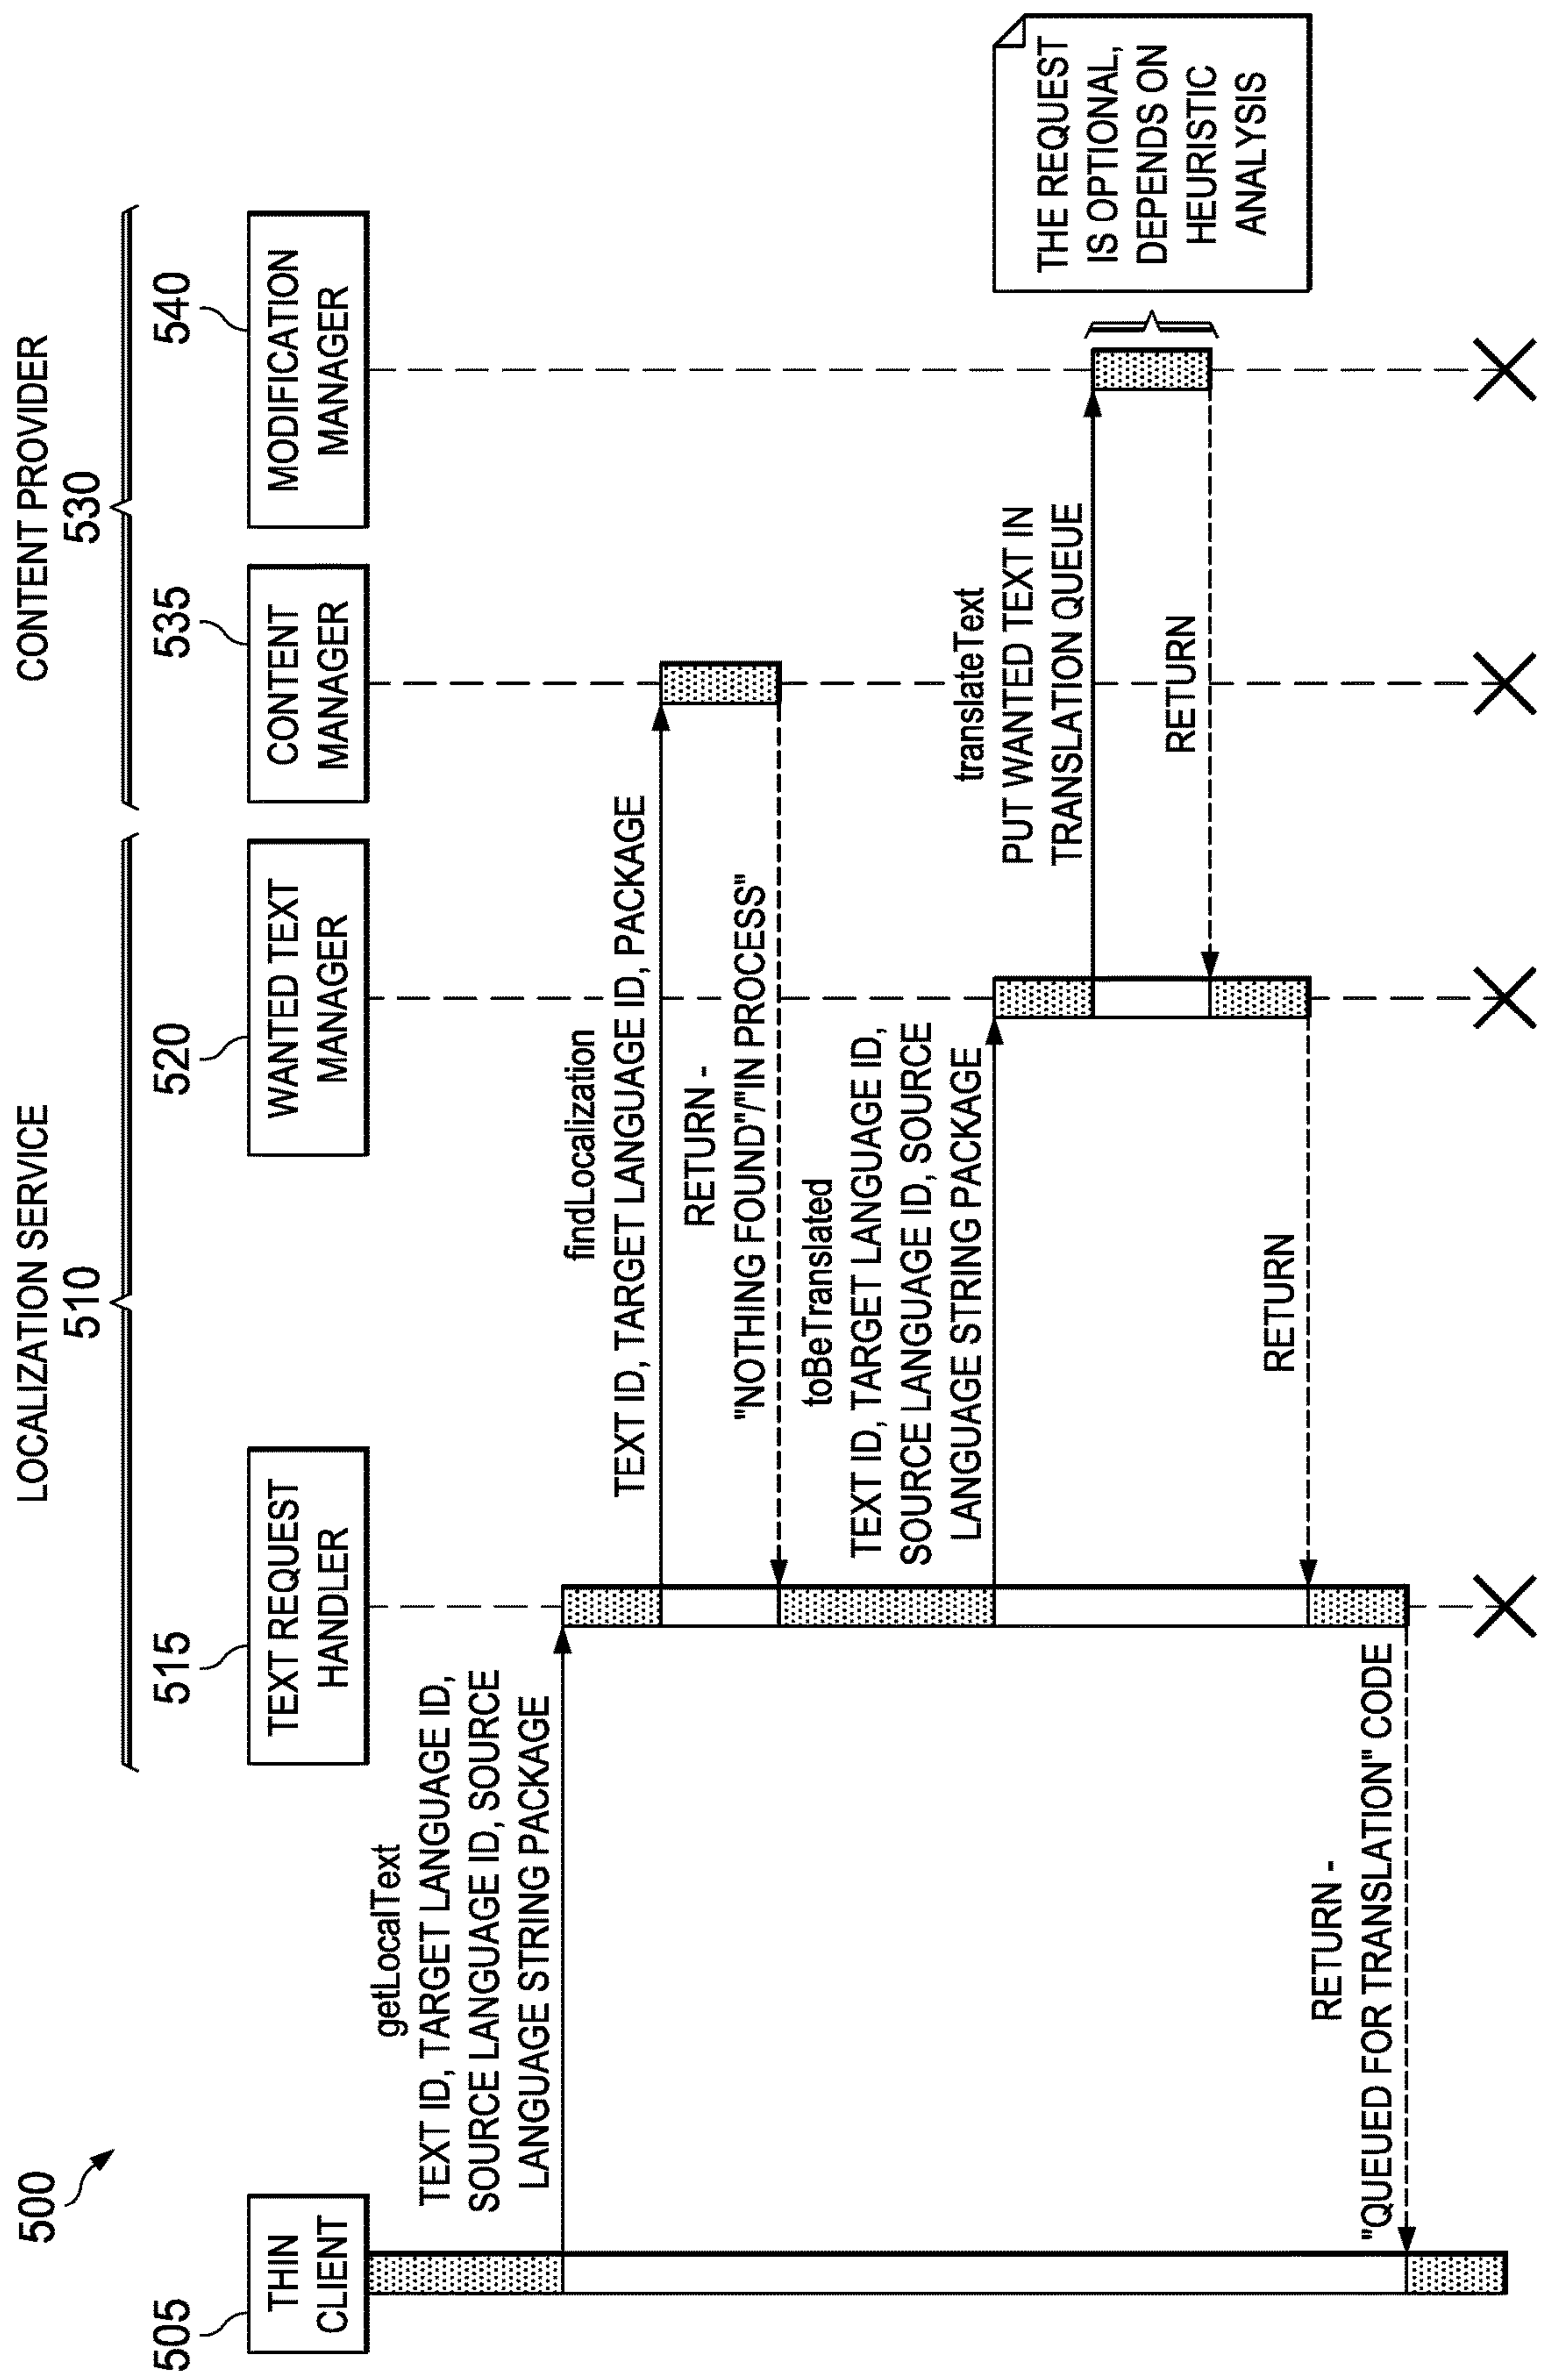 500
LOCALIZATION SERVICE
510
CONTENT PROVIDER
530
505
THIN
CLIENT
515
TEXT REQUEST
HANDLER
520
WANTED TEXT
MANAGER
535
CONTENT
MANAGER
540
MODIFICATION
MANAGER
getLocalText
TEXT ID, TARGET LANGUAGE ID,
SOURCE LANGUAGE ID, SOURCE
LANGUAGE STRING PACKAGE
findLocalization
TEXT ID, TARGET LANGUAGE ID, PACKAGE
RETURN -
"NOTHING FOUND"/"IN PROCESS"
toBeTranslated
TEXT ID, TARGET LANGUAGE ID,
SOURCE LANGUAGE ID, SOURCE
LANGUAGE STRING PACKAGE
translateText
PUT WANTED TEXT IN
TRANSLATION QUEUE
RETURN
THE REQUEST
IS OPTIONAL,
DEPENDS ON
HEURISTIC
ANALYSIS
RETURN
RETURN -
"QUEUED FOR TRANSLATION" CODE